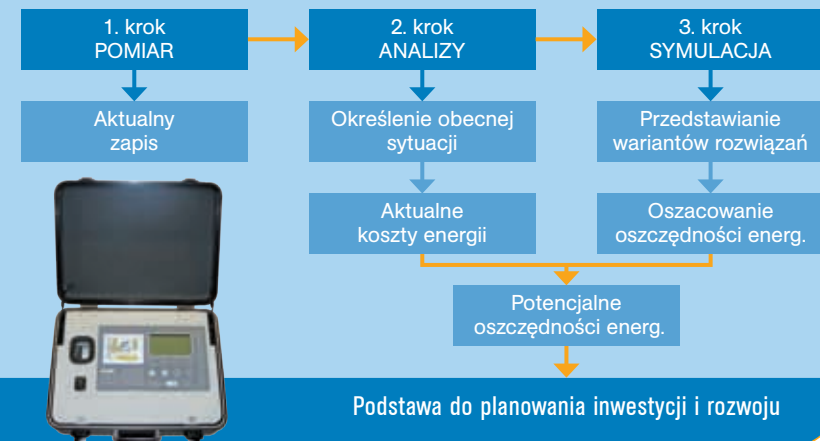 1. krok
POMIAR
2. krok
ANALIZY
3. krok
SYMULACJA
Aktualny
zapis
Określenie obecnej
sytuacji
Przedstawianie
wariantów rozwiązań
Aktualne
koszty energii
Oszacowanie
oszczędności energ.
Potencjalne
oszczędności energ.
Podstawa do planowania inwestycji i rozwoju